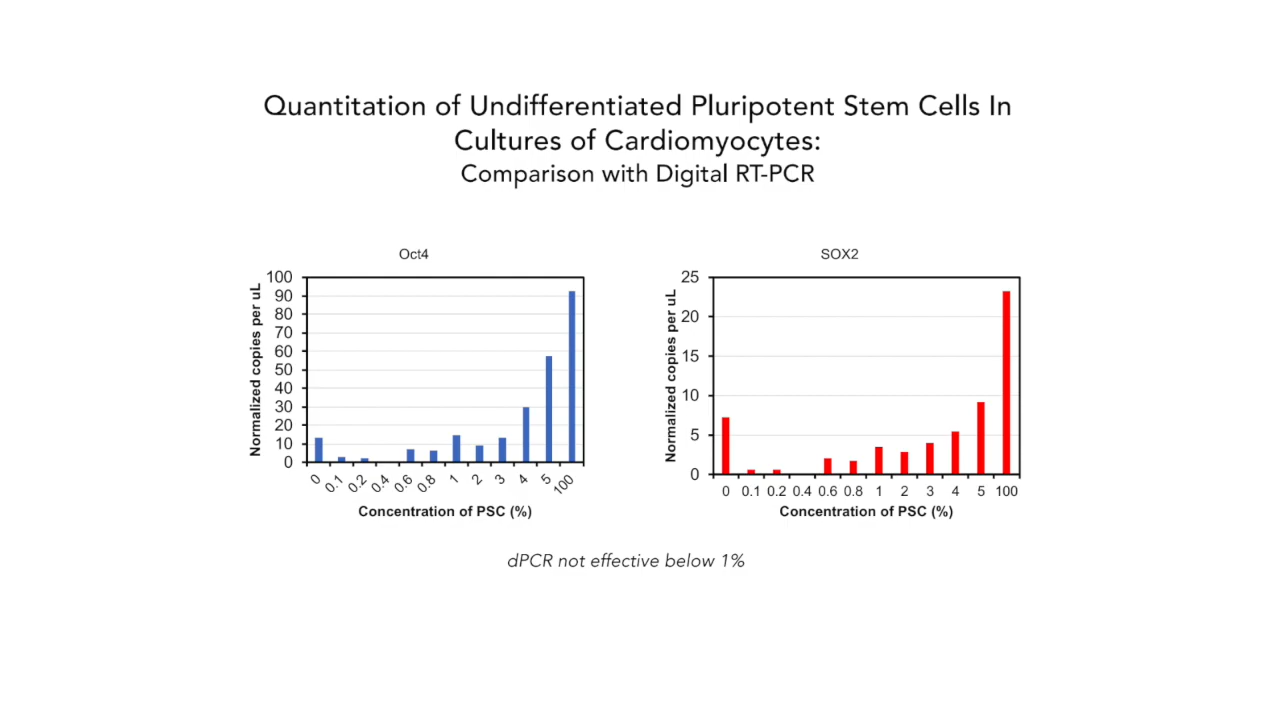 Quantitation of Undifferentiated Pluripotent Stem Cells In
Cultures of Cardiomyocytes:
Comparison with Digital RT-PCR
Oct4
Normalized copies per uL
100
90
80
70
60
50
40
30
20
10
0
0 0.1 0.2 0.4 0.6 0.8 1 2 3 4 5 100
Concentration of PSC (%)
SOX2
Normalized copies per uL
25
20
15
10
5
0
0 0.1 0.2 0.4 0.6 0.8 1 2 3 4 5 100
Concentration of PSC (%)
dPCR not effective below 1%